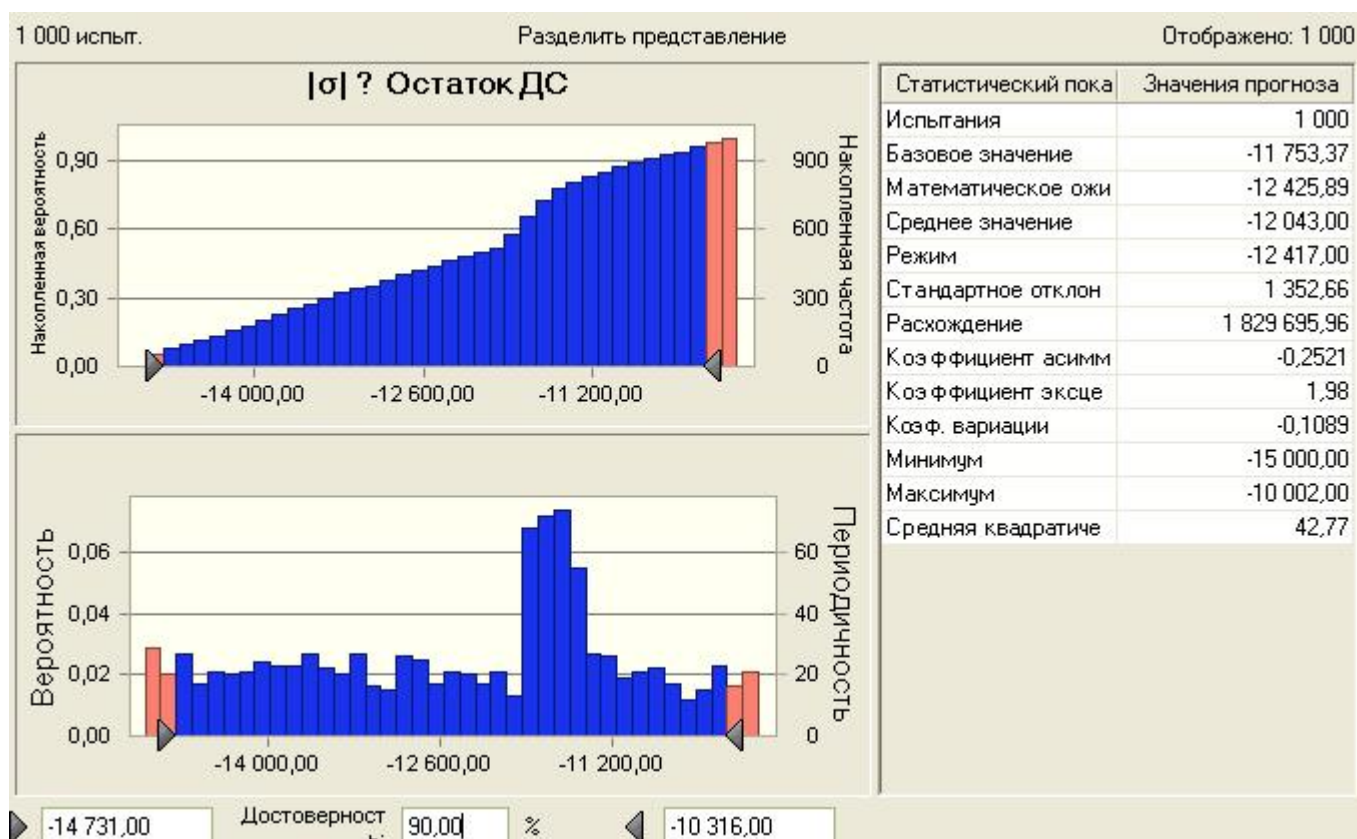 1 000 испыт. Разделить представление Отображено: 1 000
|σ| ? Остаток ДС
Накопленная вероятность
0,90
0,60
0,30
0,00
Накопленная частота
900
600
300
0
-14 000,00 -12 600,00 -11 200,00
Вероятность
0,06
0,04
0,02
0,00
Периодичность
60
40
20
0
-14 000,00 -12 600,00 -11 200,00
Статистический пока Значения прогноза
Испытания 1 000
Базовое значение -11 753,37
Математическое ожи -12 425,89
Среднее значение -12 043,00
Режим -12 417,00
Стандартное отклон 1 352,66
Расхождение 1 829 695,96
Коэффициент асимм -0,2521
Коэффициент эксце 1,98
Коэф. вариации -0,1089
Минимум -15 000,00
Максимум -10 002,00
Средняя квадратиче 42,77
-14 731,00 Достоверност 90,00 % -10 316,00